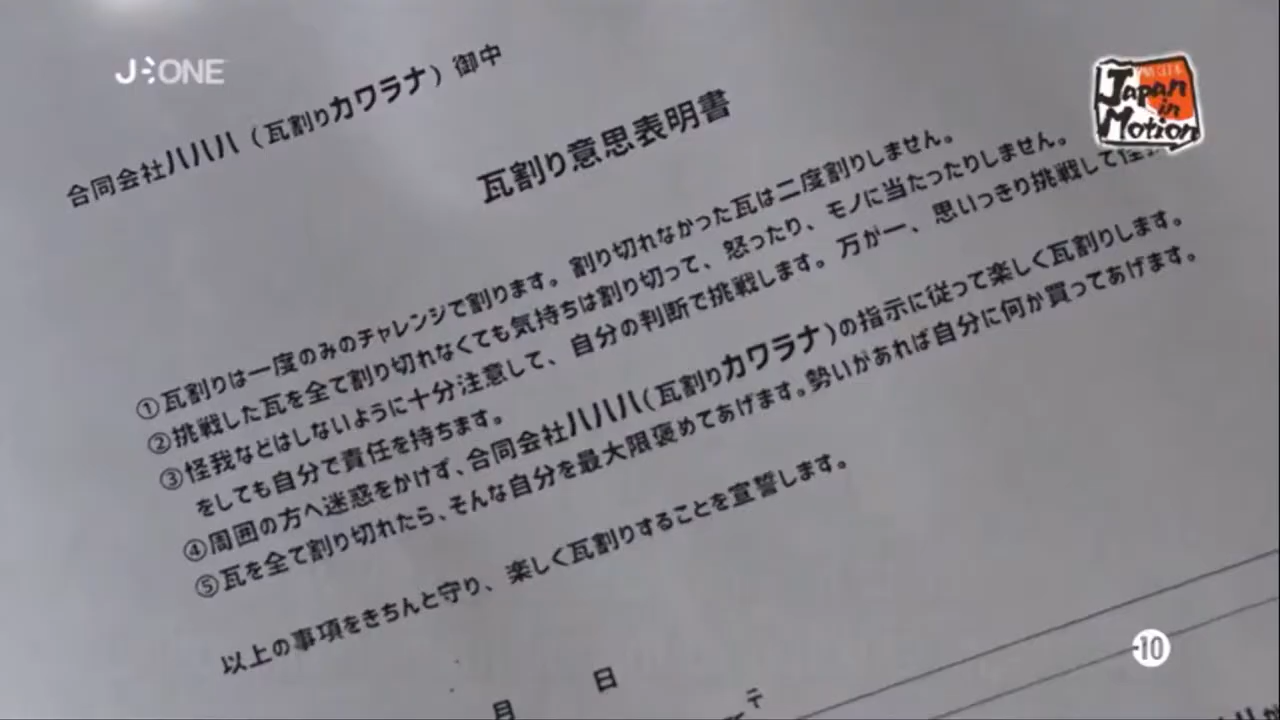 J:ONE
Japan
in
Motion
合同会社ハハハ（瓦割りカワラナ）御中
瓦割り意思表明書
①瓦割りは一度のみのチャレンジで割ります。割り切れなかった瓦は二度割りしません。
②挑戦した瓦を全て割り切れなくても気持ちは割り切って、怒ったり、モノに当たったりしません。
③怪我などはしないように十分注意して、自分の判断で挑戦します。万が一、思いっきり挑戦して怪我
をしても自分で責任を持ちます。
④周囲の方へ迷惑をかけず、合同会社ハハハ(瓦割りカワラナ)の指示に従って楽しく瓦割りします。
⑤瓦を全て割り切れたら、そんな自分を最大限褒めてあげます。勢いがあれば自分に何か買ってあげます。
以上の事項をきちんと守り、楽しく瓦割りすることを宣誓します。
月 日
〒
-10